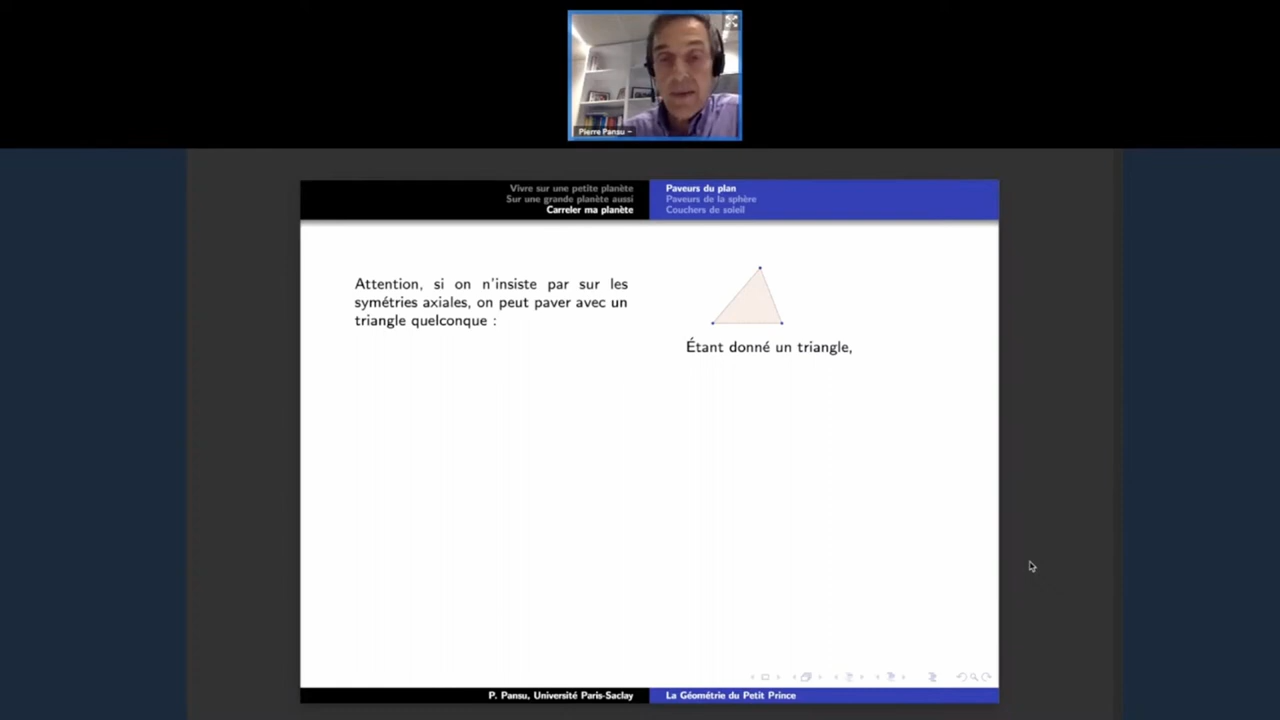 Pierre Pansu
Vivre sur une petite planète
Sur une grande planète aussi
Carreler ma planète
Paveurs du plan
Paveurs de la sphère
Couchers de soleil
Attention, si on n'insiste par sur les
symétries axiales, on peut paver avec un
triangle quelconque :
Étant donné un triangle,
P. Pansu, Université Paris-Saclay
La Géométrie du Petit Prince